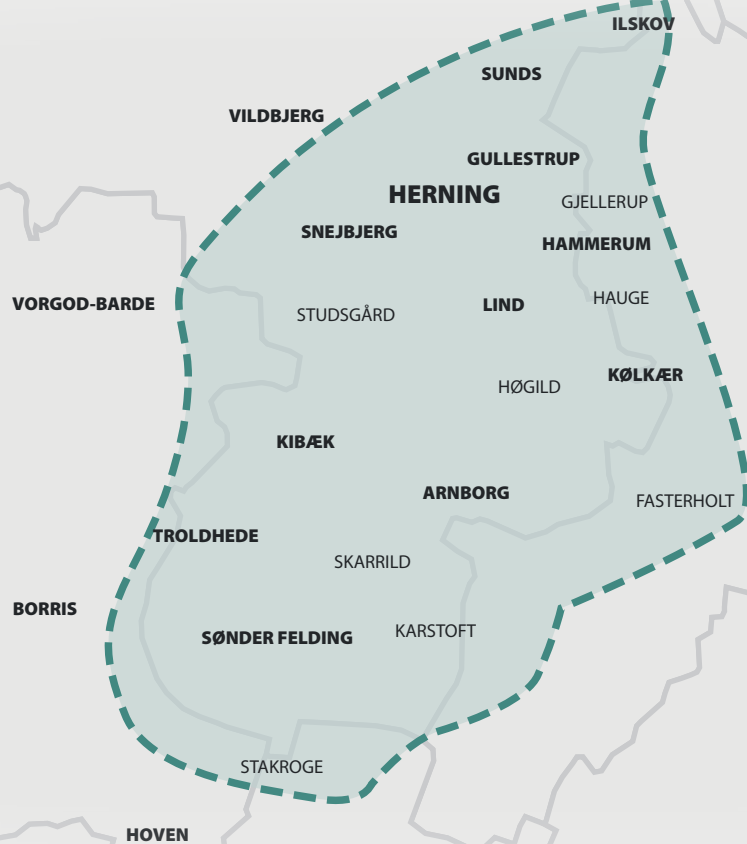 ILSKOV
SUNDS
VILDBJERG
GULLESTRUP
HERNING
GJELLERUP
SNEJBJERG
HAMMERUM
VORGOD-BARDE
STUDSGÅRD
LIND
HAUGE
HØGILD
KØLKÆR
KIBÆK
ARNBORG
FASTERHOLT
TROLDHEDE
SKARRILD
BORRIS
SØNDER FELDING
KARSTOFT
STAKROGE
HOVEN